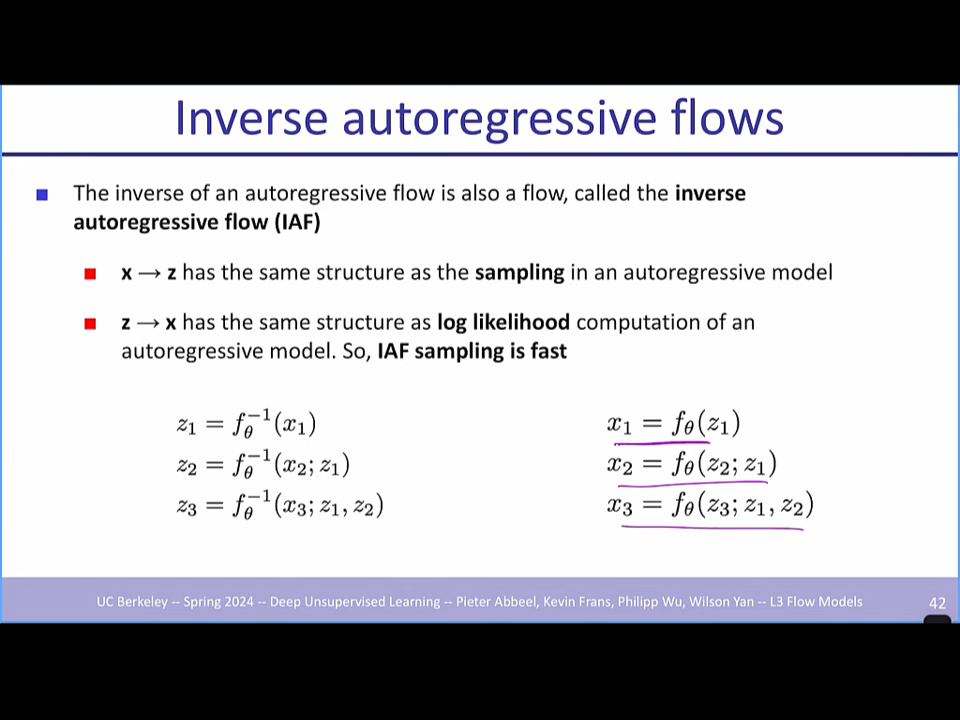 Inverse autoregressive flows
The inverse of an autoregressive flow is also a flow, called the inverse
autoregressive flow (IAF)
x → z has the same structure as the sampling in an autoregressive model
z → x has the same structure as log likelihood computation of an
autoregressive model. So, IAF sampling is fast
z₁ = f_θ⁻¹(x₁)
z₂ = f_θ⁻¹(x₂; z₁)
z₃ = f_θ⁻¹(x₃; z₁, z₂)
x₁ = f_θ(z₁)
x₂ = f_θ(z₂; z₁)
x₃ = f_θ(z₃; z₁, z₂)
UC Berkeley -- Spring 2024 -- Deep Unsupervised Learning -- Pieter Abbeel, Kevin Frans, Philipp Wu, Wilson Yan -- L3 Flow Models
42